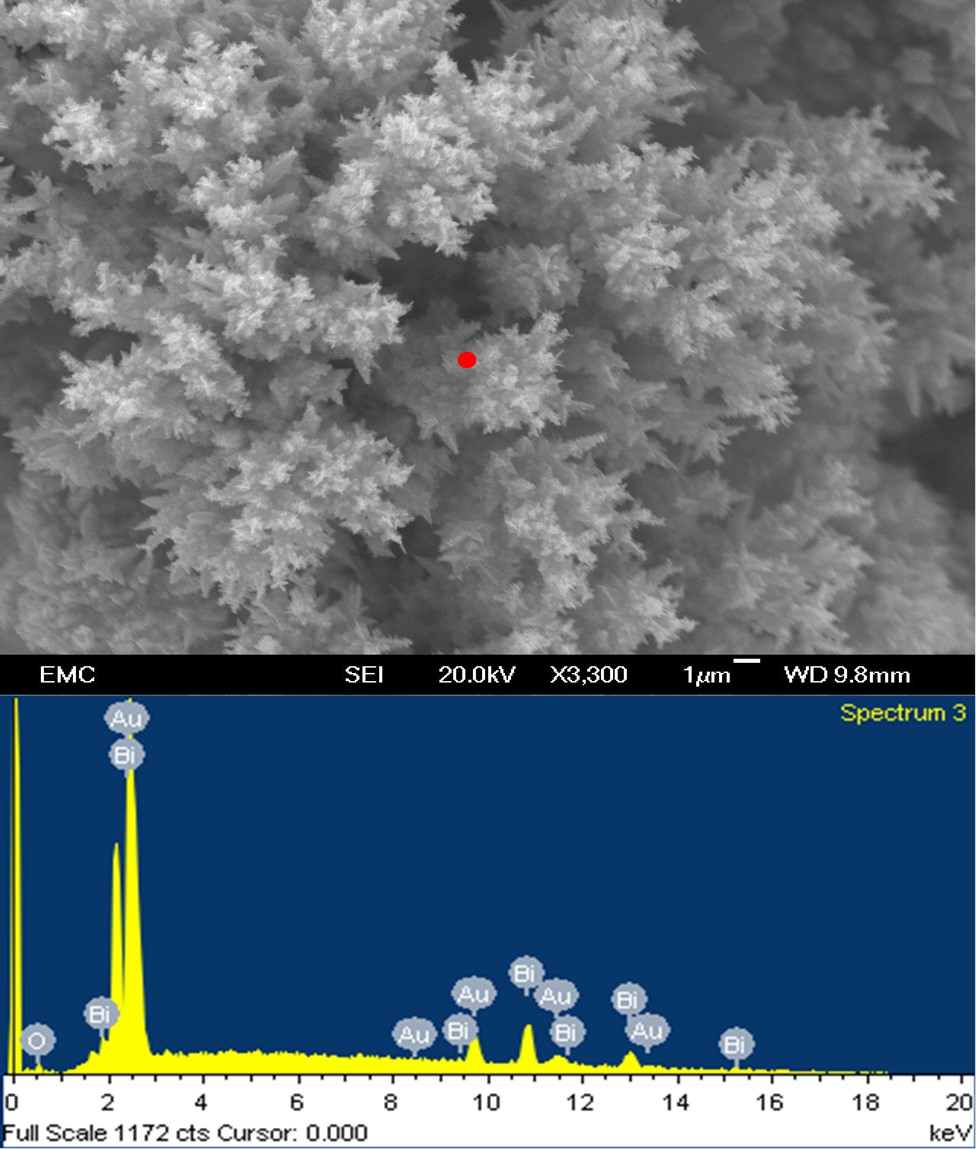 EMC SEI 20.0kV X3,300 1μm WD 9.8mm
Spectrum 3
Au
Bi
Bi
O
Au
Bi
Au
Bi
Au
Bi
Bi
Au
Bi
0 2 4 6 8 10 12 14 16 18 20
Full Scale 1172 cts Cursor: 0.000 keV